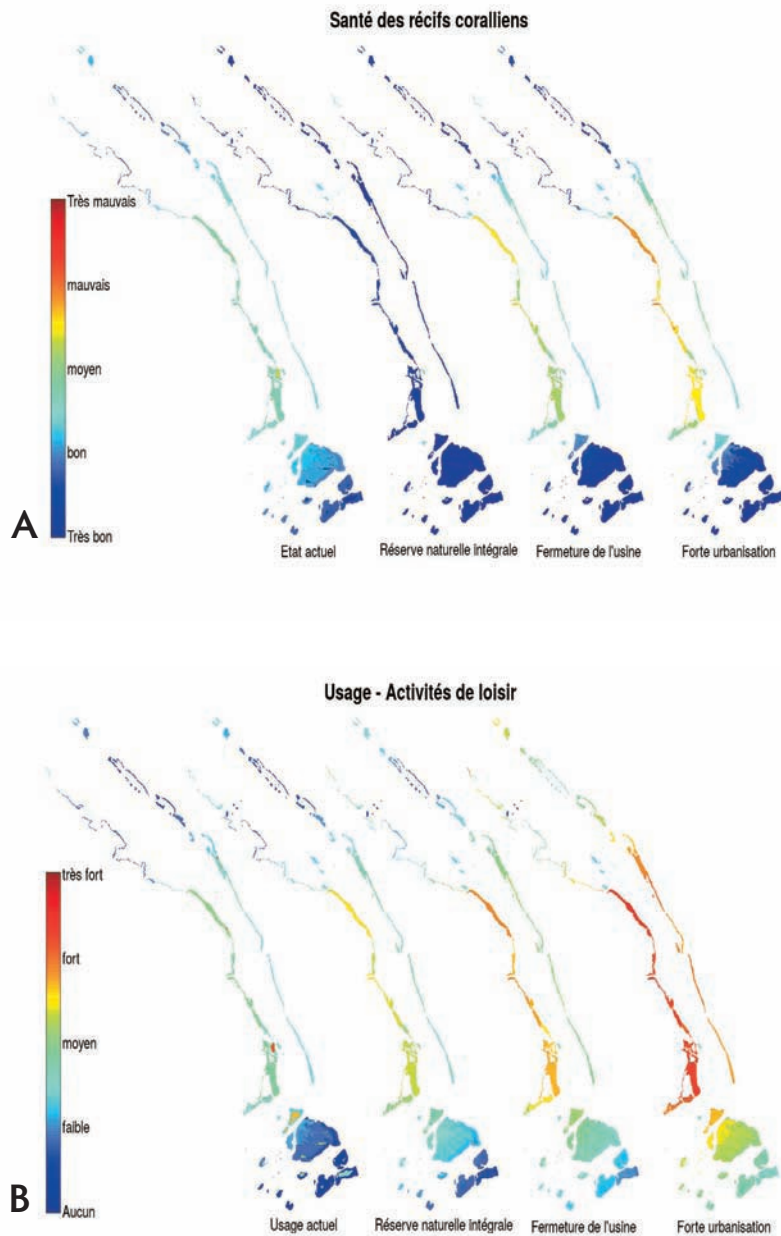 Santé des récifs coralliens
Très mauvais
mauvais
moyen
bon
Très bon
A
Etat actuel
Réserve naturelle intégrale
Fermeture de l'usine
Forte urbanisation
Usage - Activités de loisir
très fort
fort
moyen
faible
Aucun
B
Usage actuel
Réserve naturelle intégrale
Fermeture de l'usine
Forte urbanisation